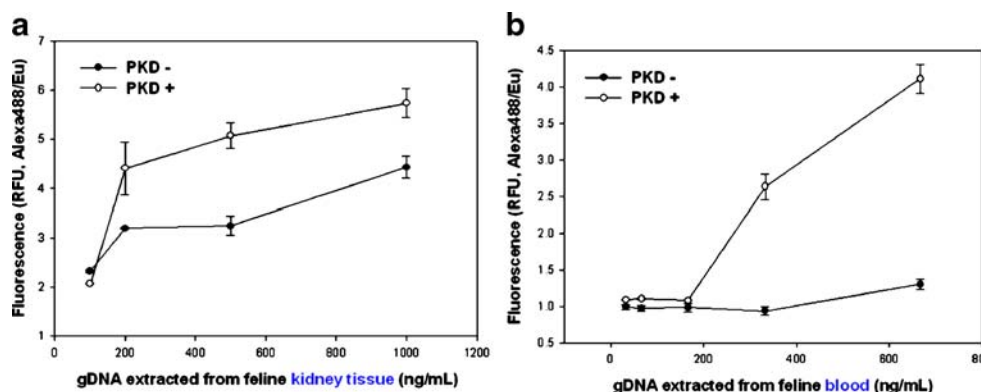 a
7
6
5
4
3
2
1
Fluorescence (RFU, Alexa488/Eu)
PKD -
PKD +
0 200 400 600 800 1000 1200
gDNA extracted from feline kidney tissue (ng/mL)
b
4.5
4.0
3.5
3.0
2.5
2.0
1.5
1.0
0.5
Fluorescence (RFU, Alexa488/Eu)
PKD -
PKD +
0 200 400 600
gDNA extracted from feline blood (ng/mL)